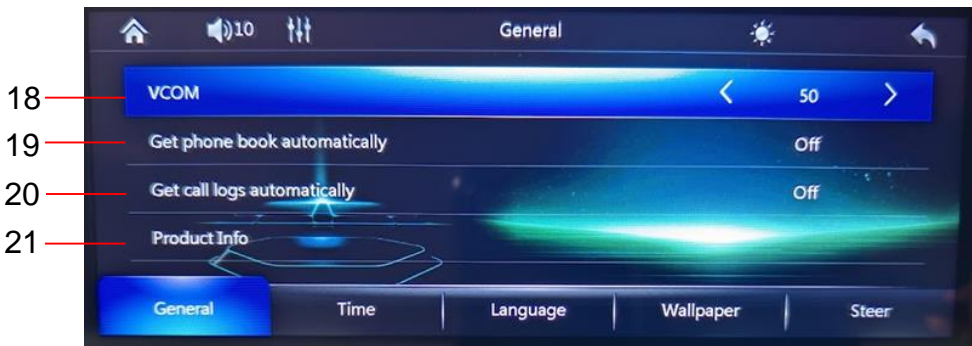 10 General
18 VCOM 50
19 Get phone book automatically Off
20 Get call logs automatically Off
21 Product Info
General Time Language Wallpaper Steer